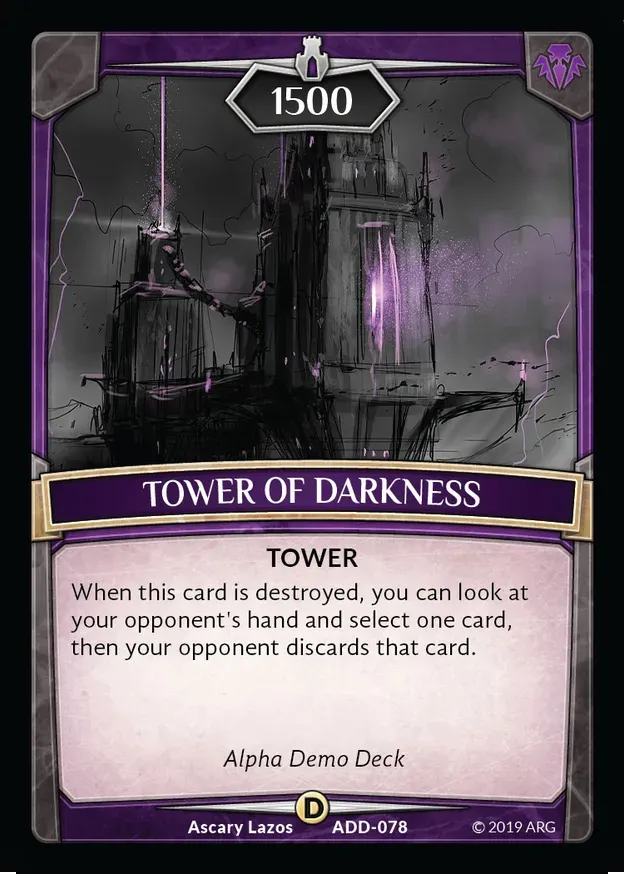 1500
TOWER OF DARKNESS
TOWER
When this card is destroyed, you can look at
your opponent's hand and select one card,
then your opponent discards that card.
Alpha Demo Deck
D
Ascary Lazos ADD-078 © 2019 ARG